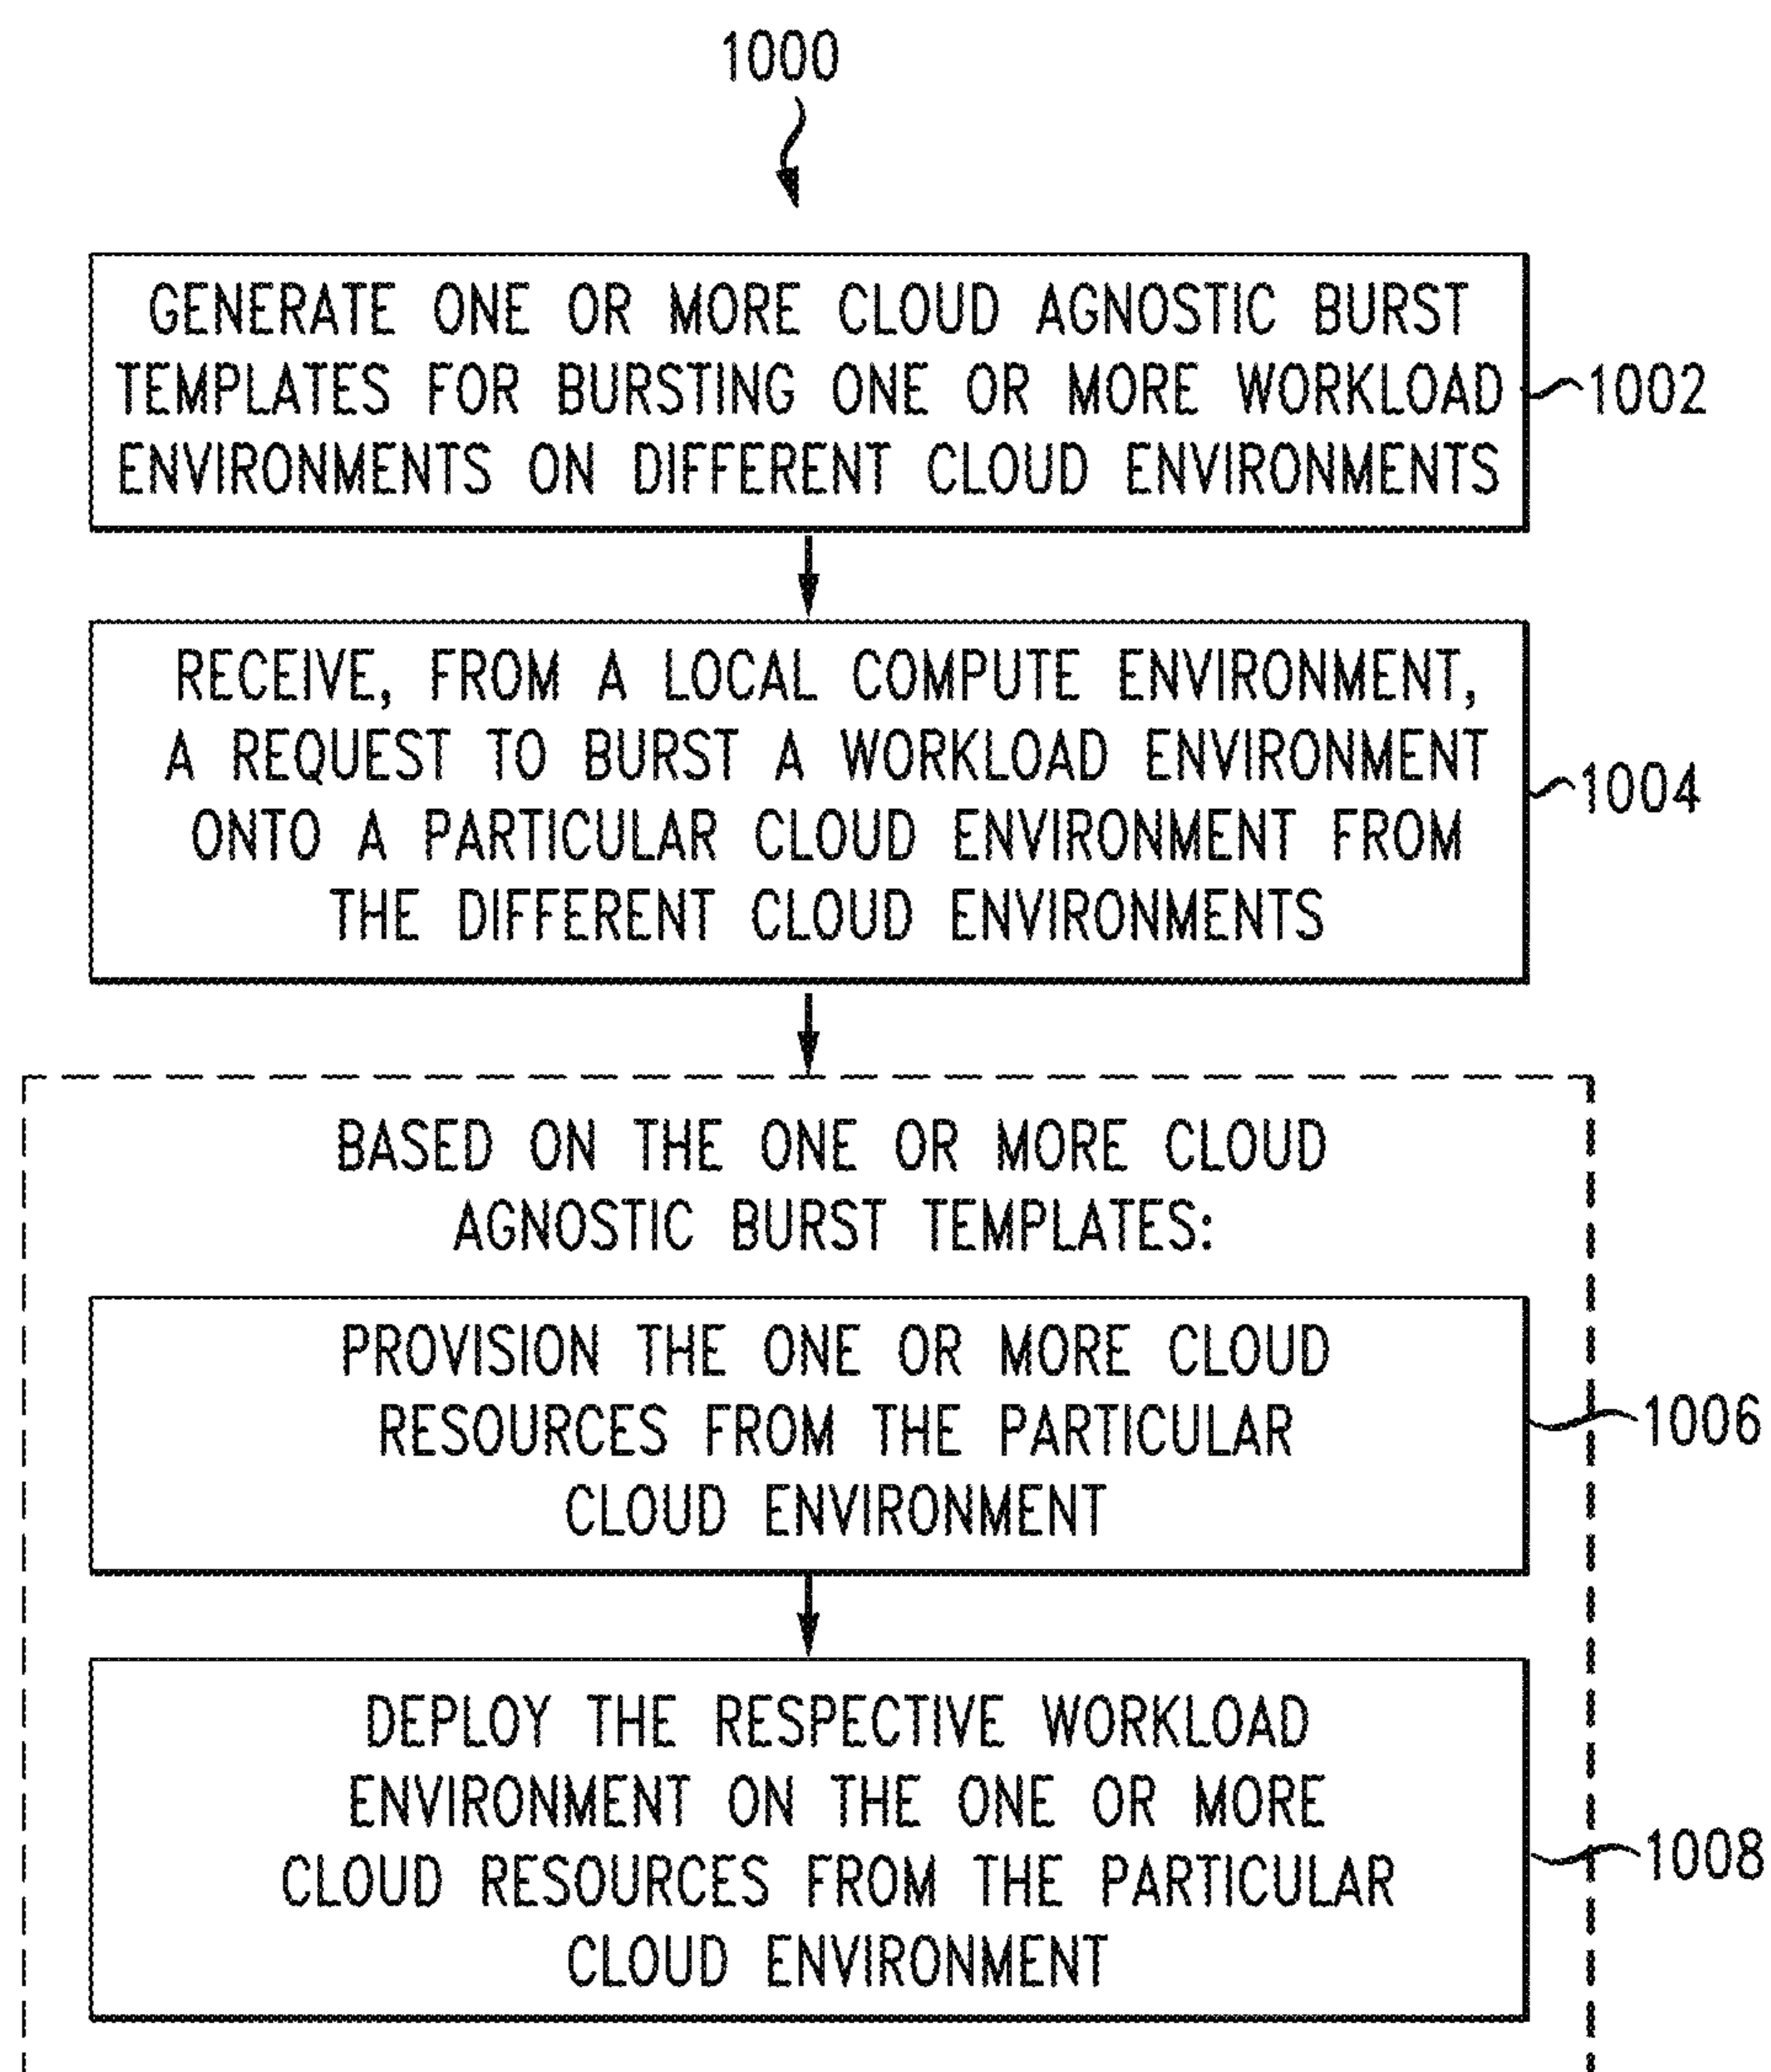 1000
GENERATE ONE OR MORE CLOUD AGNOSTIC BURST
TEMPLATES FOR BURSTING ONE OR MORE WORKLOAD
ENVIRONMENTS ON DIFFERENT CLOUD ENVIRONMENTS
1002
RECEIVE, FROM A LOCAL COMPUTE ENVIRONMENT,
A REQUEST TO BURST A WORKLOAD ENVIRONMENT
ONTO A PARTICULAR CLOUD ENVIRONMENT FROM
THE DIFFERENT CLOUD ENVIRONMENTS
1004
BASED ON THE ONE OR MORE CLOUD
AGNOSTIC BURST TEMPLATES:
PROVISION THE ONE OR MORE CLOUD
RESOURCES FROM THE PARTICULAR
CLOUD ENVIRONMENT
1006
DEPLOY THE RESPECTIVE WORKLOAD
ENVIRONMENT ON THE ONE OR MORE
CLOUD RESOURCES FROM THE PARTICULAR
CLOUD ENVIRONMENT
1008